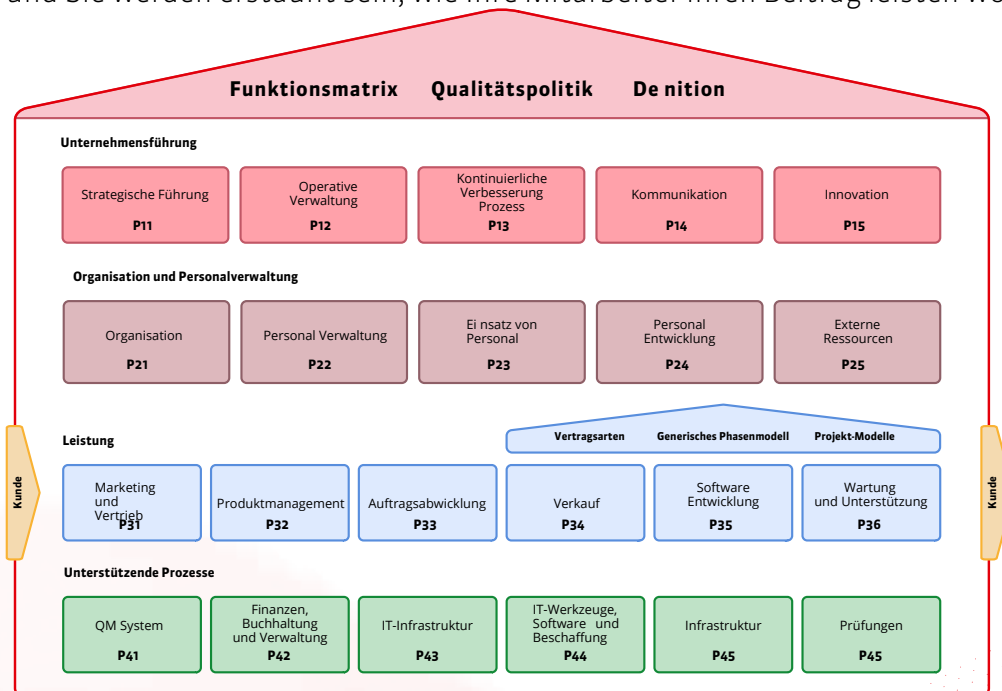 und Sie werden erstaunt sein, wie Ihre Mitarbeiter ihren Beitrag leisten
Funktionsmatrix Qualitätspolitik De nition
Unternehmensführung
Strategische Führung
P11
Operative
Verwaltung
P12
Kontinuierliche
Verbesserung
Prozess
P13
Kommunikation
P14
Innovation
P15
Organisation und Personalverwaltung
Organisation
P21
Personal Verwaltung
P22
Ei nsatz von
Personal
P23
Personal
Entwicklung
P24
Externe
Ressourcen
P25
Leistung
Vertragsarten Generisches Phasenmodell Projekt-Modelle
Kunde
Marketing
und
Vertrieb
P31
Produktmanagement
P32
Auftragsabwicklung
P33
Verkauf
P34
Software
Entwicklung
P35
Wartung
und Unterstützung
P36
Kunde
Unterstützende Prozesse
QM System
P41
Finanzen,
Buchhaltung
und Verwaltung
P42
IT-Infrastruktur
P43
IT-Werkzeuge,
Software und
Beschaffung
P44
Infrastruktur
P45
Prüfungen
P45